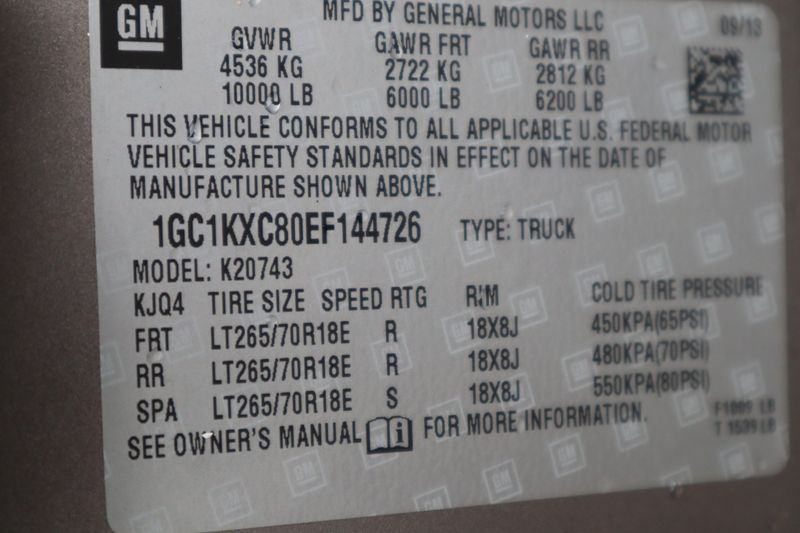 GM
MFD BY GENERAL MOTORS LLC 09/13
GVWR GAWR FRT GAWR RR
4536 KG 2722 KG 2812 KG
10000 LB 6000 LB 6200 LB
THIS VEHICLE CONFORMS TO ALL APPLICABLE U.S. FEDERAL MOTOR
VEHICLE SAFETY STANDARDS IN EFFECT ON THE DATE OF
MANUFACTURE SHOWN ABOVE.
1GC1KXC80EF144726 TYPE: TRUCK
MODEL: K20743
KJQ4 TIRE SIZE SPEED RTG RIM COLD TIRE PRESSURE
FRT LT265/70R18E R 18X8J 450KPA(65PSI)
RR LT265/70R18E R 18X8J 480KPA(70PSI)
SPA LT265/70R18E S 18X8J 550KPA(80PSI)
SEE OWNER'S MANUAL FOR MORE INFORMATION.
LB
T 1539 LB